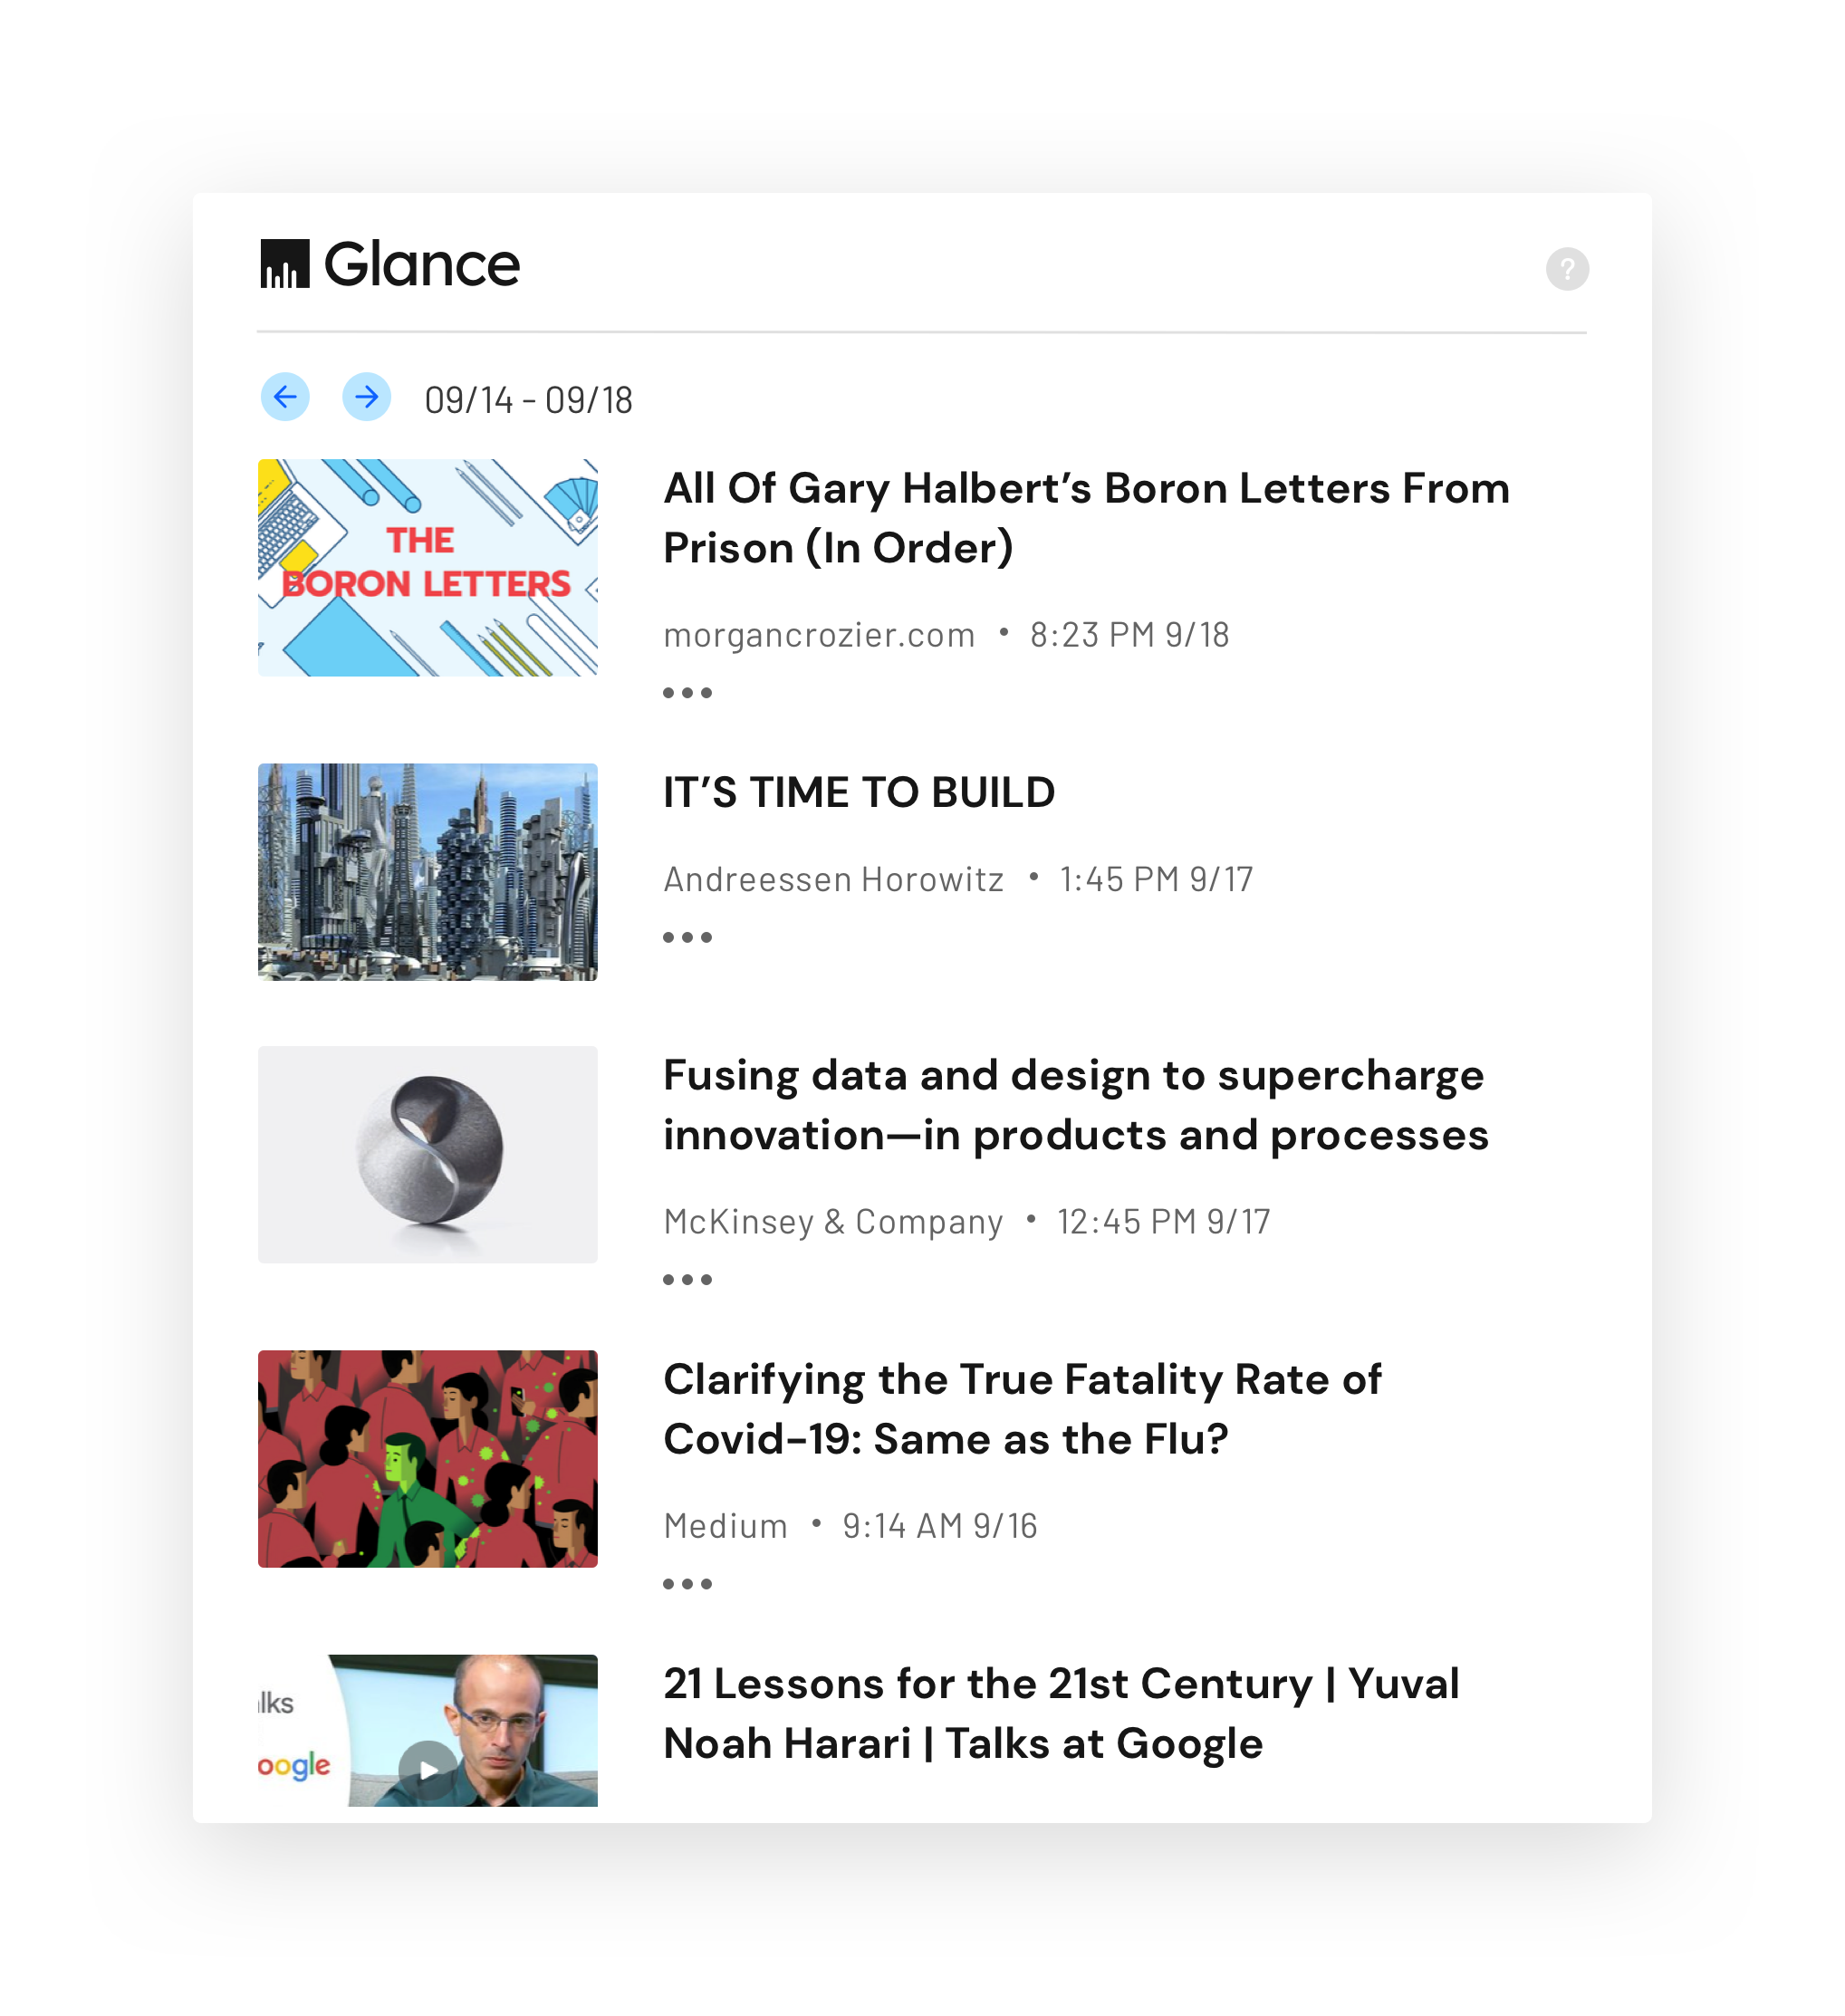 Glance
?
09/14 - 09/18
THE
BORON LETTERS
All Of Gary Halbert’s Boron Letters From
Prison (In Order)
morgancrozier.com • 8:23 PM 9/18
IT’S TIME TO BUILD
Andreessen Horowitz • 1:45 PM 9/17
Fusing data and design to supercharge
innovation—in products and processes
McKinsey & Company • 12:45 PM 9/17
Clarifying the True Fatality Rate of
Covid-19: Same as the Flu?
Medium • 9:14 AM 9/16
lks
oogle
21 Lessons for the 21st Century | Yuval
Noah Harari | Talks at Google